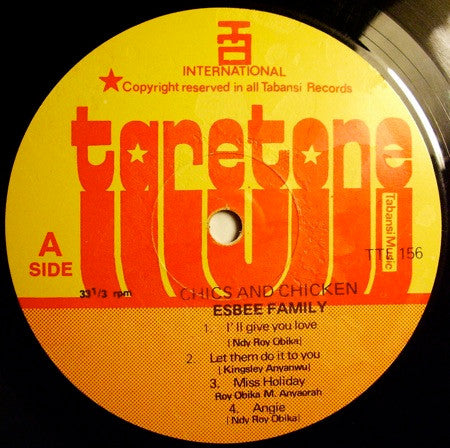 INTERNATIONAL
Copyright reserved in all Tabansi Records
taretone
Tabansi Music
A
SIDE
TTE 156
33 1/3 rpm
CHICS AND CHICKEN
ESBEE FAMILY
1. I'll give you love
[ Ndy Roy Obika]
2. Let them do it to you
[ Kingsley Anyanwu]
3. Miss Holiday
Roy Obika M. Anyaorah
4. Angie
[ Ndy Roy Obika]